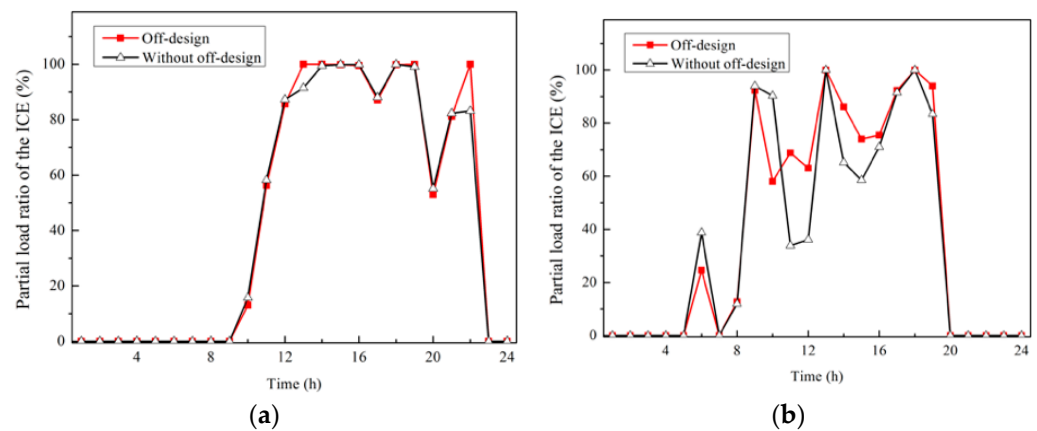 Partial load ratio of the ICE (%)
Off-design
Without off-design
100
80
60
40
20
0
4 8 12 16 20 24
Time (h)
(a)
Partial load ratio of the ICE (%)
Off-design
Without off-design
100
80
60
40
20
0
4 8 12 16 20 24
Time (h)
(b)